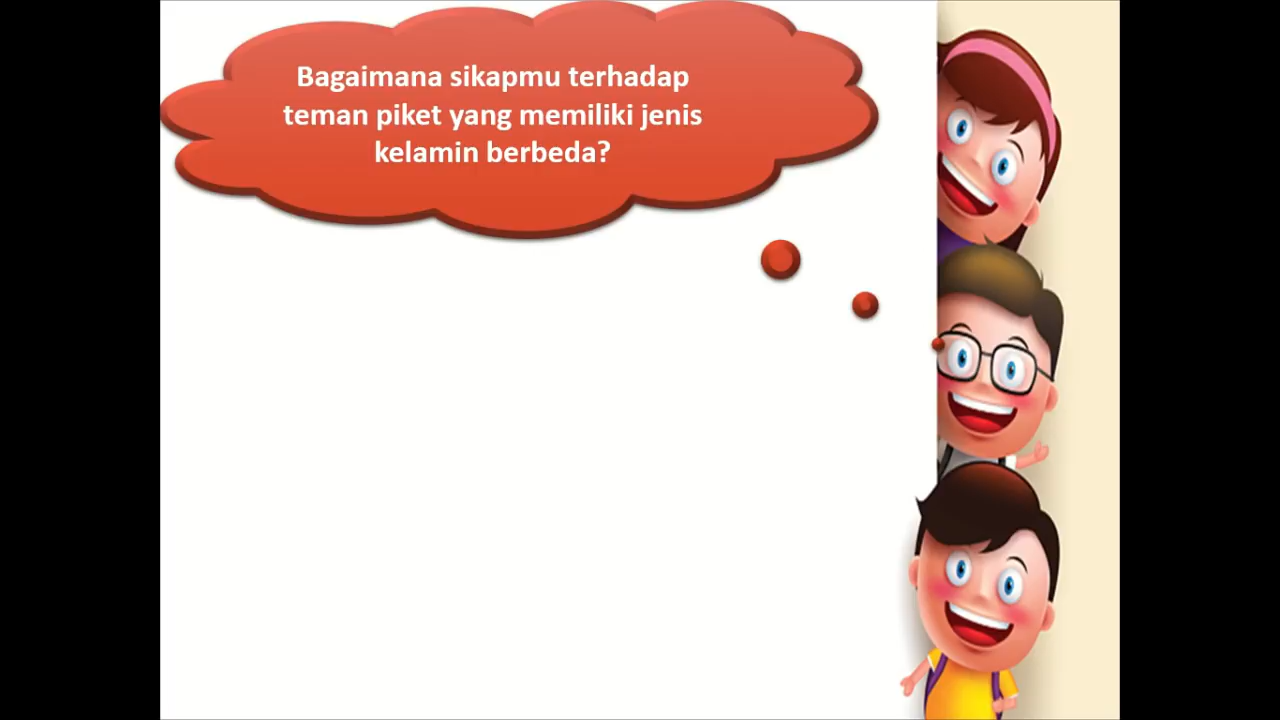 Bagaimana sikapmu terhadap
teman piket yang memiliki jenis
kelamin berbeda?